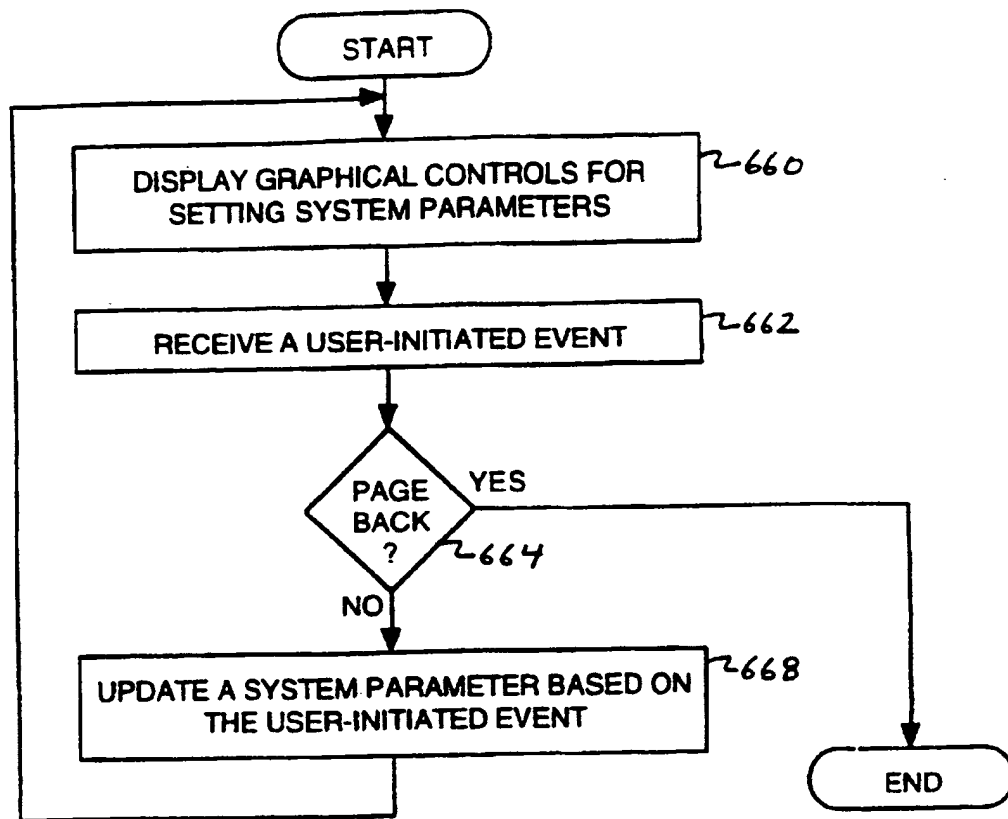 START
DISPLAY GRAPHICAL CONTROLS FOR
SETTING SYSTEM PARAMETERS
660
RECEIVE A USER-INITIATED EVENT
662
PAGE
BACK
?
YES
664
NO
UPDATE A SYSTEM PARAMETER BASED ON
THE USER-INITIATED EVENT
668
END